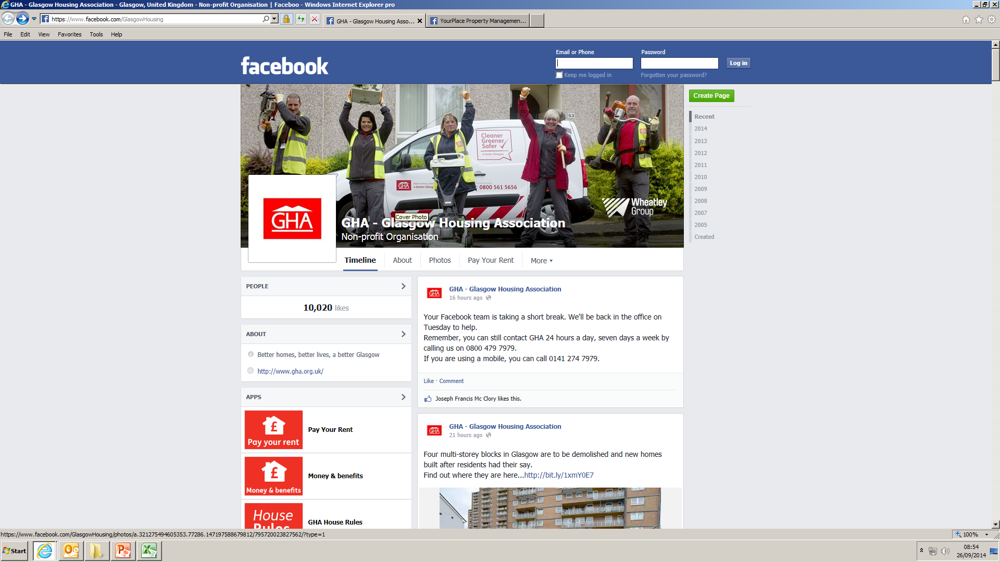 GHA - Glasgow Housing Association - Glasgow, United Kingdom - Non-profit Organisation | Faceboo - Windows Internet Explorer pro
https://www.facebook.com/GlasgowHousing
GHA - Glasgow Housing Asso...
YourPlace Property Managemen...
File Edit View Favorites Tools Help
facebook
Email or Phone
Password
Log in
Keep me logged in
Forgotten your password?
Create Page
Recent
2014
2013
2012
2011
2010
2009
2008
2007
2005
Created
53
Cleaner
Greener
Safer
A better Glasgow
GHA
0800 561 5656
Wheatley
Group
GHA
Cover Photo
GHA - Glasgow Housing Association
Non-profit Organisation
Timeline
About
Photos
Pay Your Rent
More
PEOPLE
10,020 likes
ABOUT
Better homes, better lives, a better Glasgow
http://www.gha.org.uk/
APPS
£
Pay your rent
Pay Your Rent
£
Money & benefits
Money & benefits
House
Rules
GHA House Rules
GHA
GHA - Glasgow Housing Association
16 hours ago
Your Facebook team is taking a short break. We'll be back in the office on
Tuesday to help.
Remember, you can still contact GHA 24 hours a day, seven days a week by
calling us on 0800 479 7979.
If you are using a mobile, you can call 0141 274 7979.
Like · Comment
Joseph Francis Mc Clory likes this.
GHA
GHA - Glasgow Housing Association
21 hours ago
Four multi-storey blocks in Glasgow are to be demolished and new homes
built after residents had their say.
Find out where they are here...http://bit.ly/1xmY0E7
https://www.facebook.com/GlasgowHousing/photos/a.321275494605353.77286.147197588679812/795720023827562/?type=1
100%
Start
08:54
26/09/2014